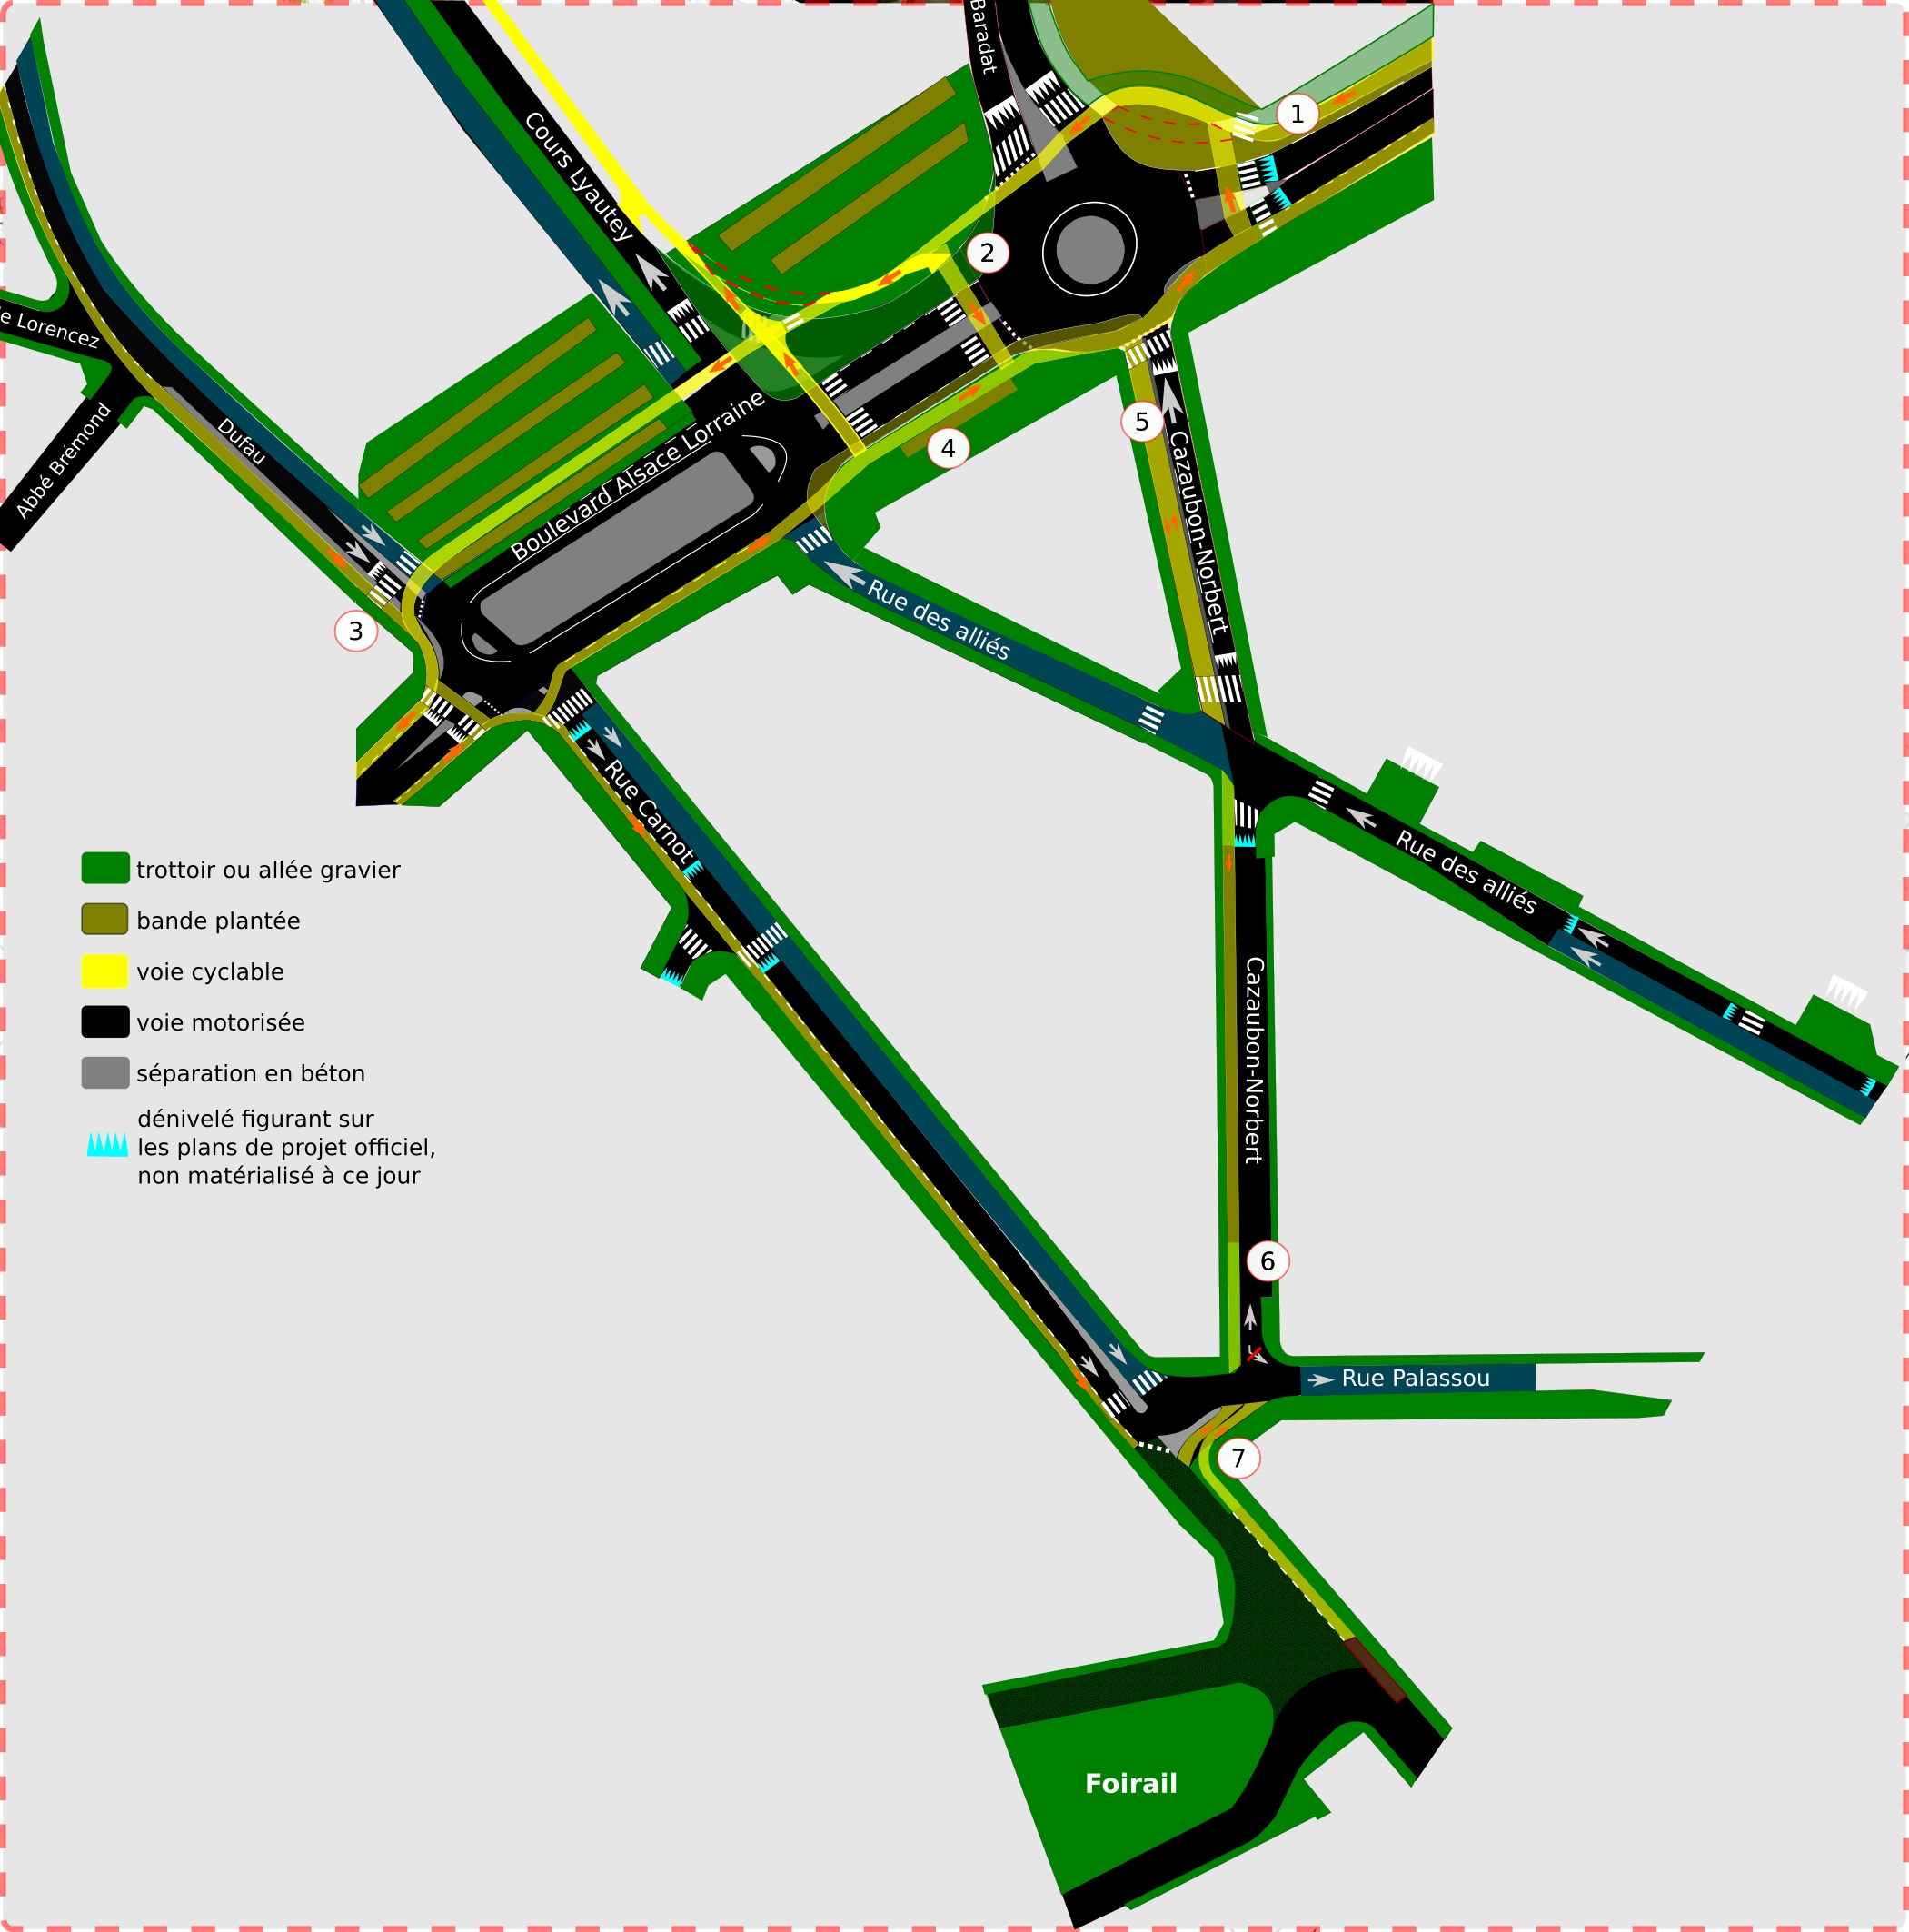 Baradat
1
Cours Lyautey
2
e Lorencez
Abbé Brémond
Dufau
Boulevard Alsace Lorraine
5
4
Cazaubon-Norbert
3
Rue des alliés
Rue Carnot
Rue des alliés
trottoir ou allée gravier
bande plantée
voie cyclable
voie motorisée
séparation en béton
dénivelé figurant sur
les plans de projet officiel,
non matérialisé à ce jour
Cazaubon-Norbert
6
Rue Palassou
7
Foirail